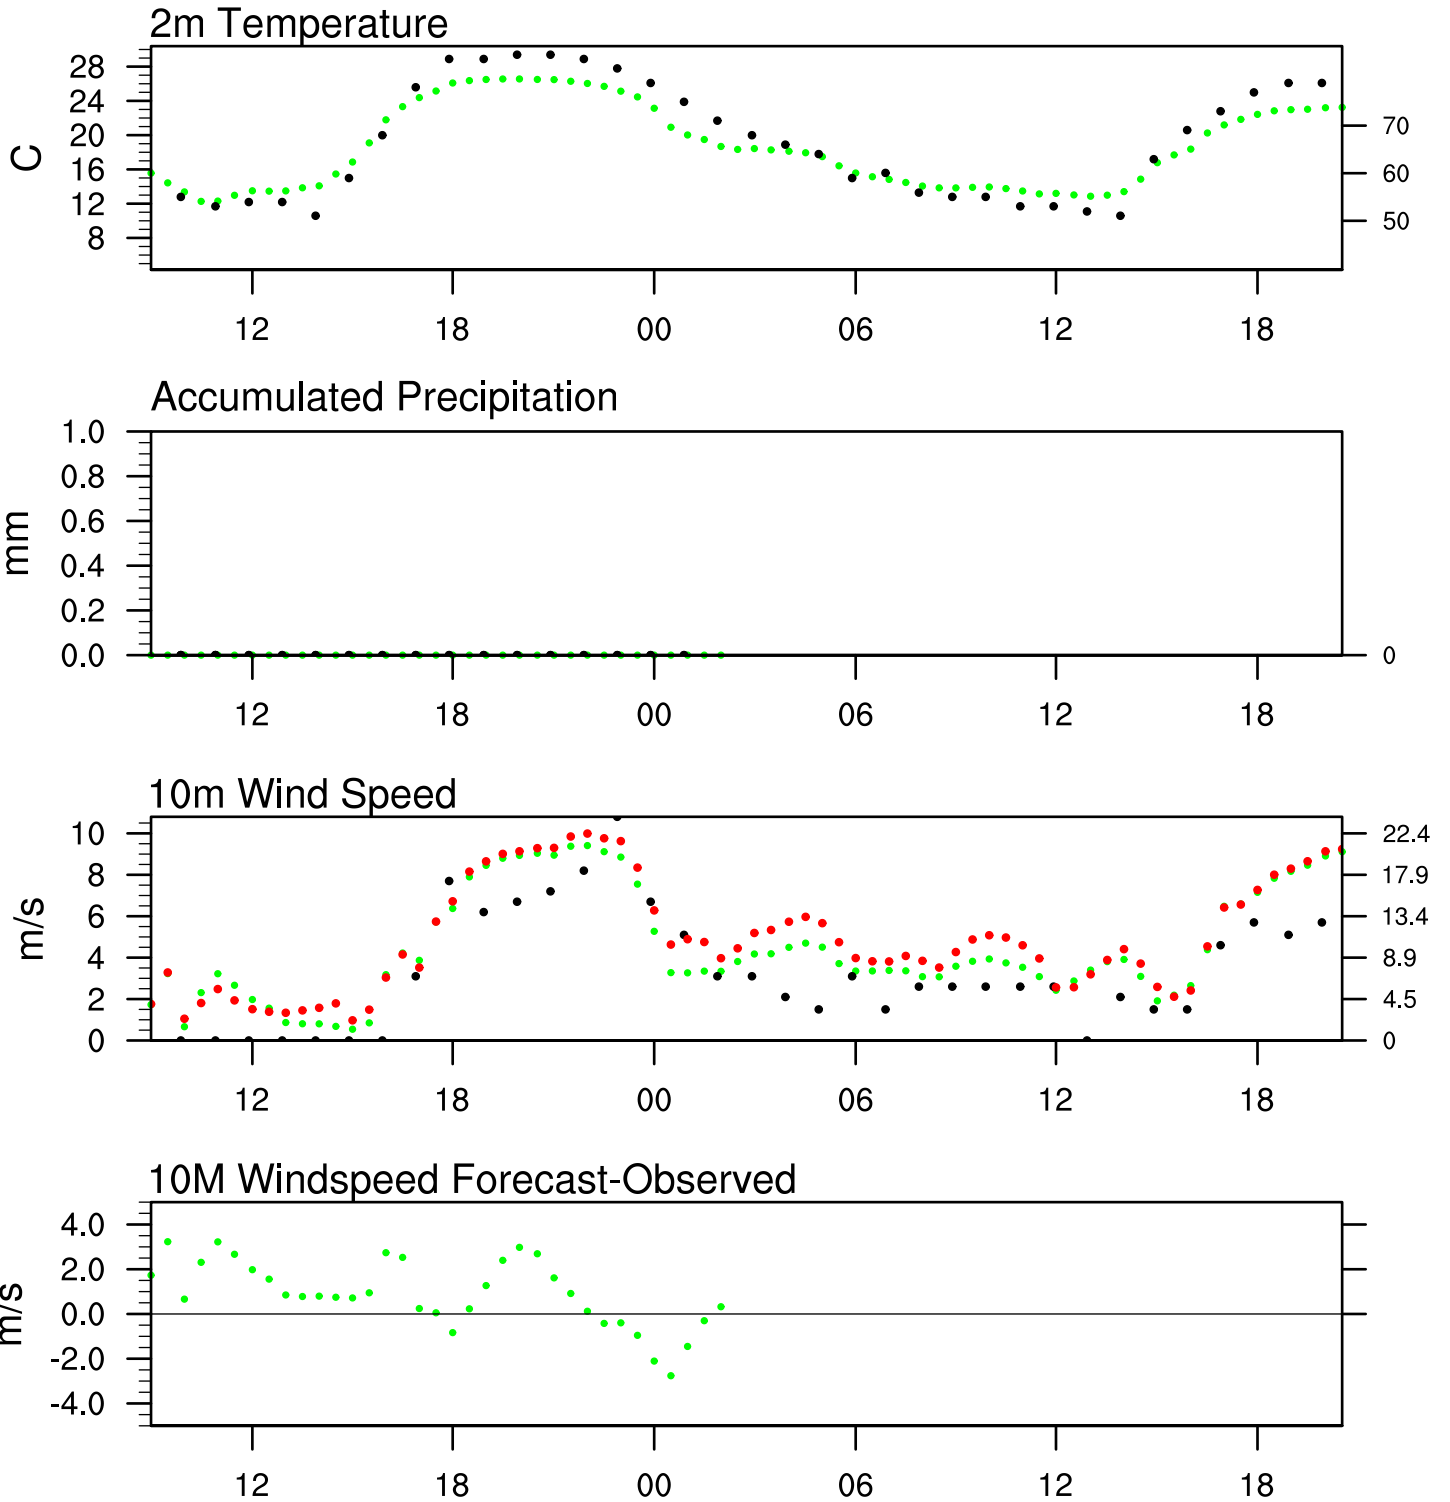 2m Temperature
28
24
20
16
12
8
C
70
60
50
12 18 00 06 12 18
Accumulated Precipitation
1.0
0.8
0.6
0.4
0.2
0.0
mm
0
12 18 00 06 12 18
10m Wind Speed
10
8
6
4
2
0
m/s
22.4
17.9
13.4
8.9
4.5
0
12 18 00 06 12 18
10M Windspeed Forecast-Observed
4.0
2.0
0.0
-2.0
-4.0
m/s
12 18 00 06 12 18